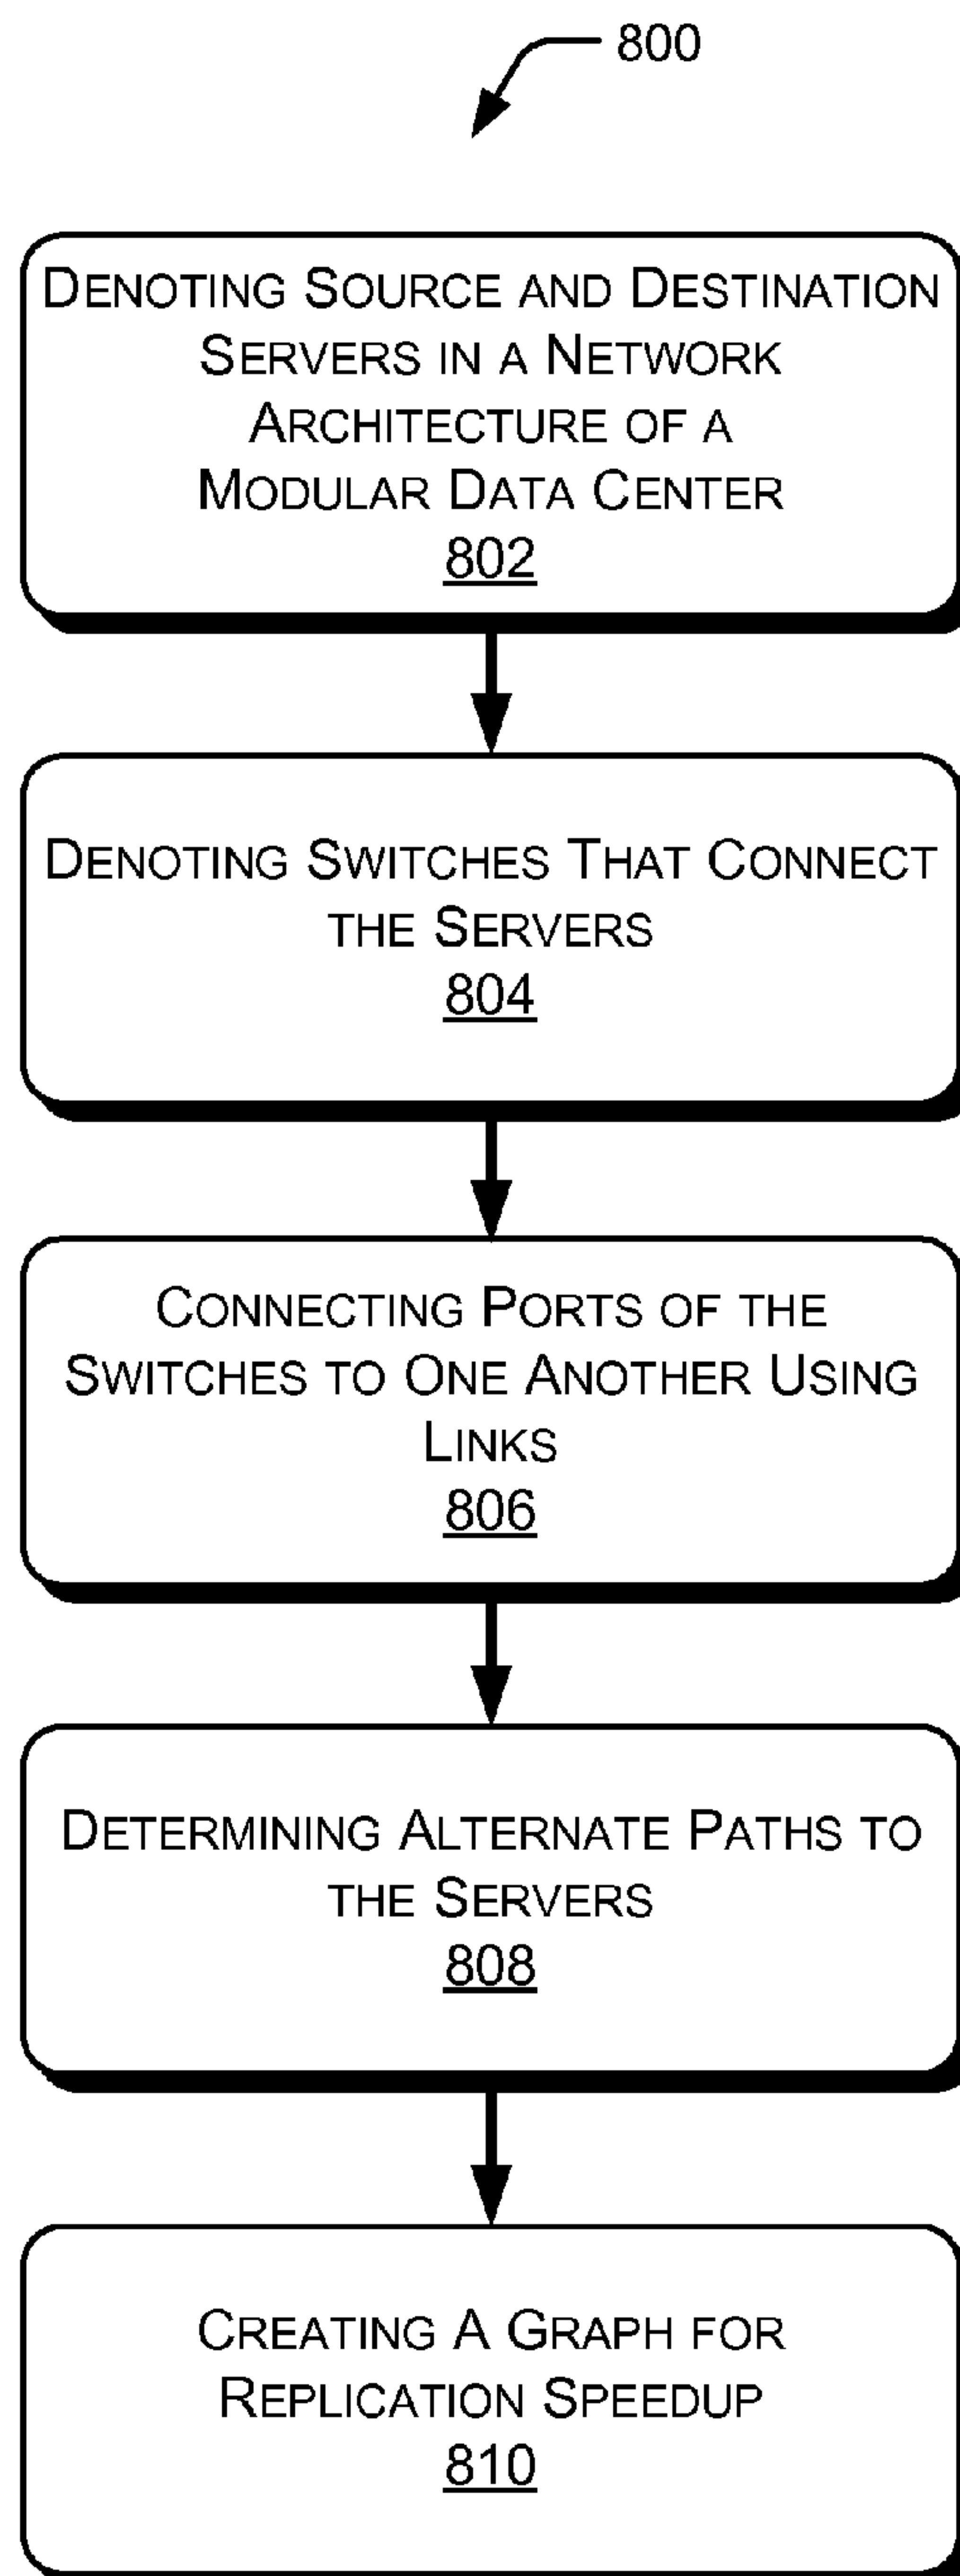 800
DENOTING SOURCE AND DESTINATION
SERVERS IN A NETWORK
ARCHITECTURE OF A
MODULAR DATA CENTER
802
DENOTING SWITCHES THAT CONNECT
THE SERVERS
804
CONNECTING PORTS OF THE
SWITCHES TO ONE ANOTHER USING
LINKS
806
DETERMINING ALTERNATE PATHS TO
THE SERVERS
808
CREATING A GRAPH FOR
REPLICATION SPEEDUP
810